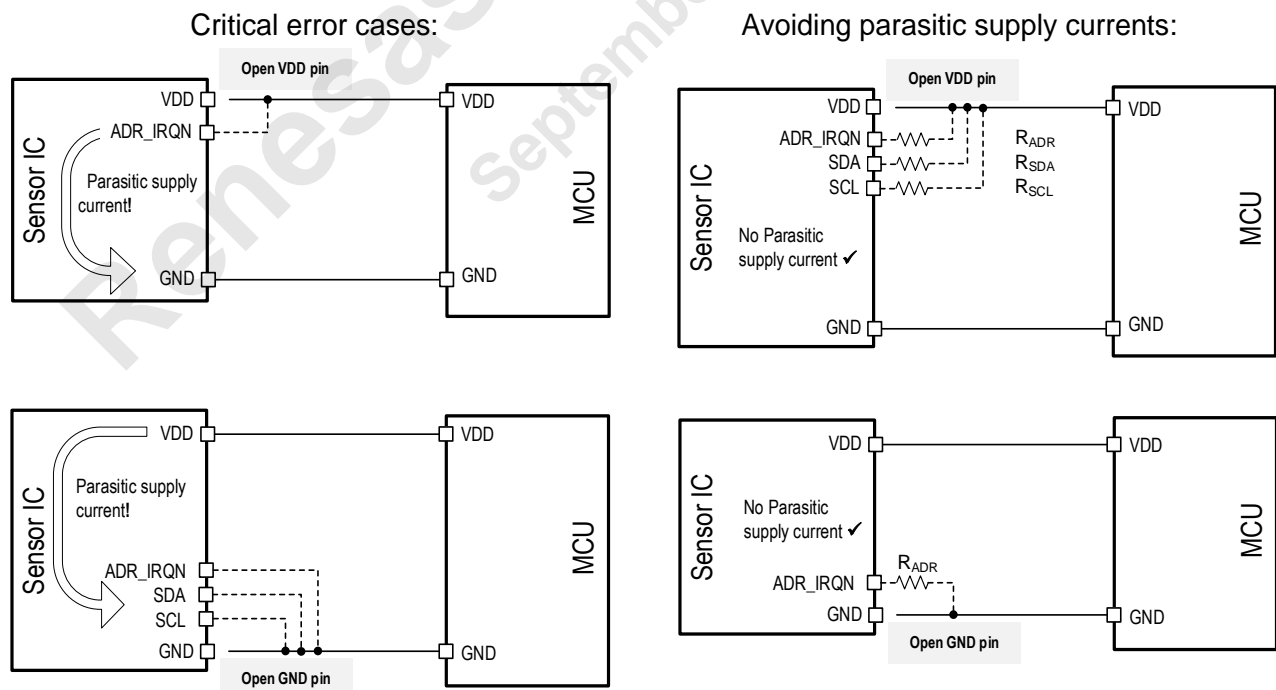 Critical error cases:
Open VDD pin
VDD
ADR_IRQN
Parasitic supply
current!
GND
Sensor IC
VDD
GND
MCU
Avoiding parasitic supply currents:
Open VDD pin
VDD
ADR_IRQN
SDA
SCL
RADR
RSDA
RSCL
No Parasitic
supply current ✓
GND
Sensor IC
VDD
GND
MCU
VDD
Parasitic supply
current!
ADR_IRQN
SDA
SCL
GND
Open GND pin
Sensor IC
VDD
GND
MCU
VDD
No Parasitic
supply current ✓
RADR
ADR_IRQN
GND
Open GND pin
Sensor IC
VDD
GND
MCU